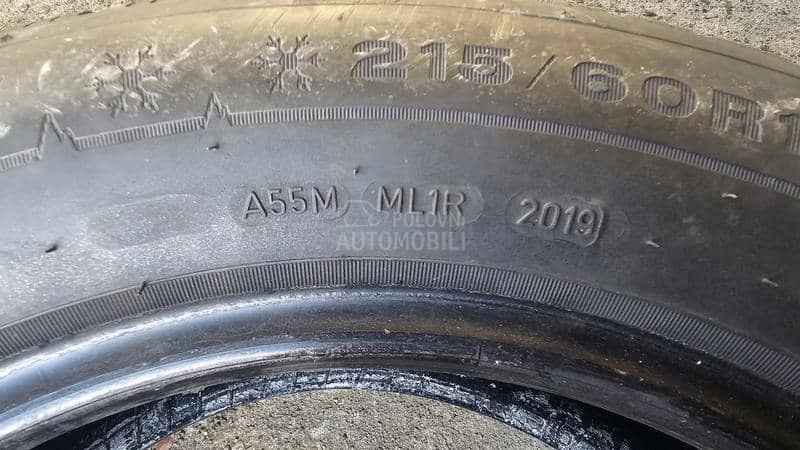 215/60R1
A55M ML1R 2019
POLOVNI
AUTOMOBILI